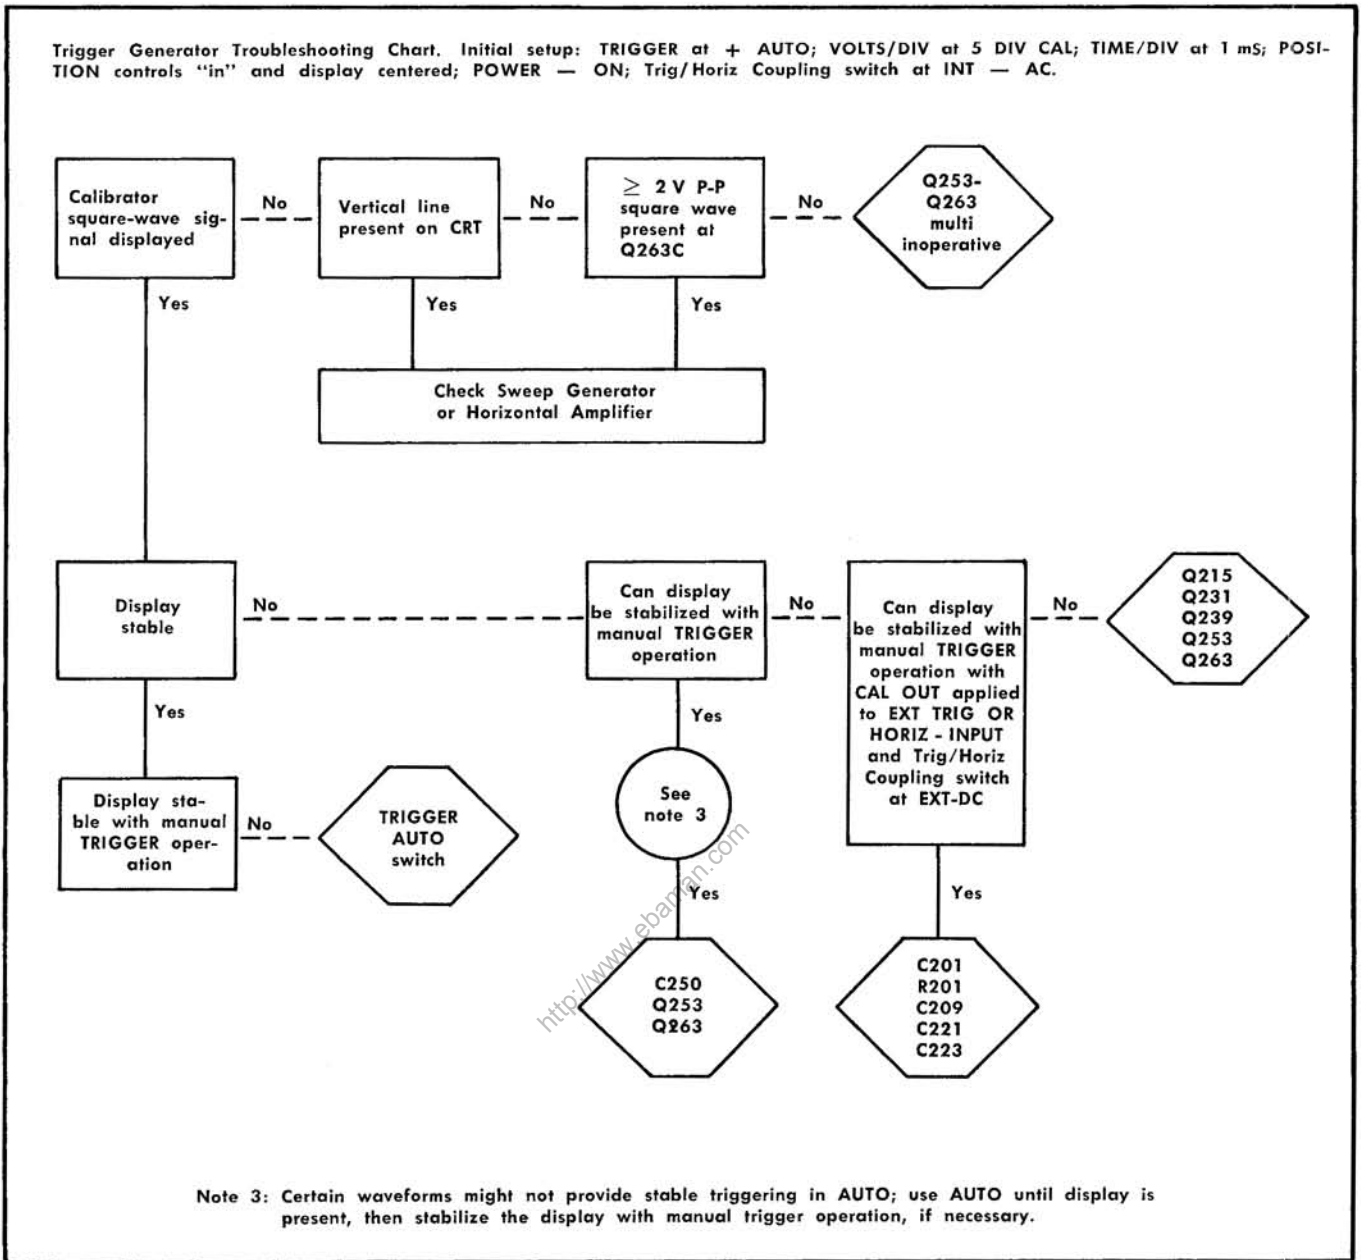 Trigger Generator Troubleshooting Chart. Initial setup: TRIGGER at + AUTO; VOLTS/DIV at 5 DIV CAL; TIME/DIV at 1 mS; POSI-
TION controls "in" and display centered; POWER — ON; Trig/Horiz Coupling switch at INT — AC.
Calibrator
square-wave sig-
nal displayed
No
Vertical line
present on CRT
No
≥ 2 V P-P
square wave
present at
Q263C
No
Q253-
Q263
multi
inoperative
Yes
Yes
Yes
Check Sweep Generator
or Horizontal Amplifier
Display
stable
No
Can display
be stabilized with
manual TRIGGER
operation
No
Can display
be stabilized with
manual TRIGGER
operation with
CAL OUT applied
to EXT TRIG OR
HORIZ - INPUT
and Trig/Horiz
Coupling switch
at EXT-DC
No
Q215
Q231
Q239
Q253
Q263
Yes
Yes
Display sta-
ble with manual
TRIGGER oper-
ation
No
TRIGGER
AUTO
switch
See
note 3
Yes
Yes
C250
Q253
Q263
C201
R201
C209
C221
C223
http://www.ebaman.com
Note 3: Certain waveforms might not provide stable triggering in AUTO; use AUTO until display is
present, then stabilize the display with manual trigger operation, if necessary.